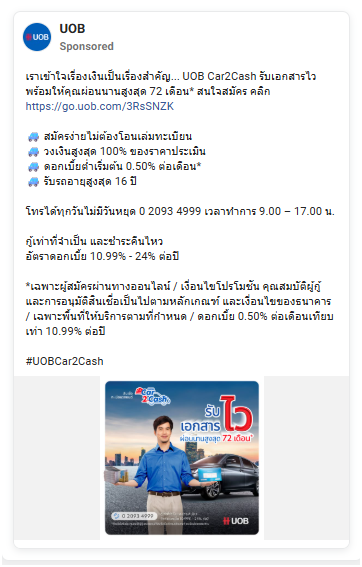 UOB
UOB
Sponsored
เราเข้าใจเรื่องเงินเป็นเรื่องสำคัญ... UOB Car2Cash รับเอกสารไว
พร้อมให้คุณผ่อนนานสูงสุด 72 เดือน* สนใจสมัคร คลิก
https://go.uob.com/3RsSNZK
สมัครง่ายไม่ต้องโอนเล่มทะเบียน
วงเงินสูงสุด 100% ของราคาประเมิน
ดอกเบี้ยต่ำเริ่มต้น 0.50% ต่อเดือน*
รับรถอายุสูงสุด 16 ปี
โทรได้ทุกวันไม่มีวันหยุด 0 2093 4999 เวลาทำการ 9.00 – 17.00 น.
กู้เท่าที่จำเป็น และชำระคืนไหว
อัตราดอกเบี้ย 10.99% - 24% ต่อปี
*เฉพาะผู้สมัครผ่านทางออนไลน์ / เงื่อนไขโปรโมชัน คุณสมบัติผู้กู้
และการอนุมัติสินเชื่อเป็นไปตามหลักเกณฑ์ และเงื่อนไขของธนาคาร
/ เฉพาะพื้นที่ให้บริการตามที่กำหนด / ดอกเบี้ย 0.50% ต่อเดือนเทียบ
เท่า 10.99% ต่อปี
#UOBCar2Cash
Car
2Cash
รับ
เอกสาร ไว
ผ่อนนานสูงสุด 72 เดือน*
0 2093 4999
UOB